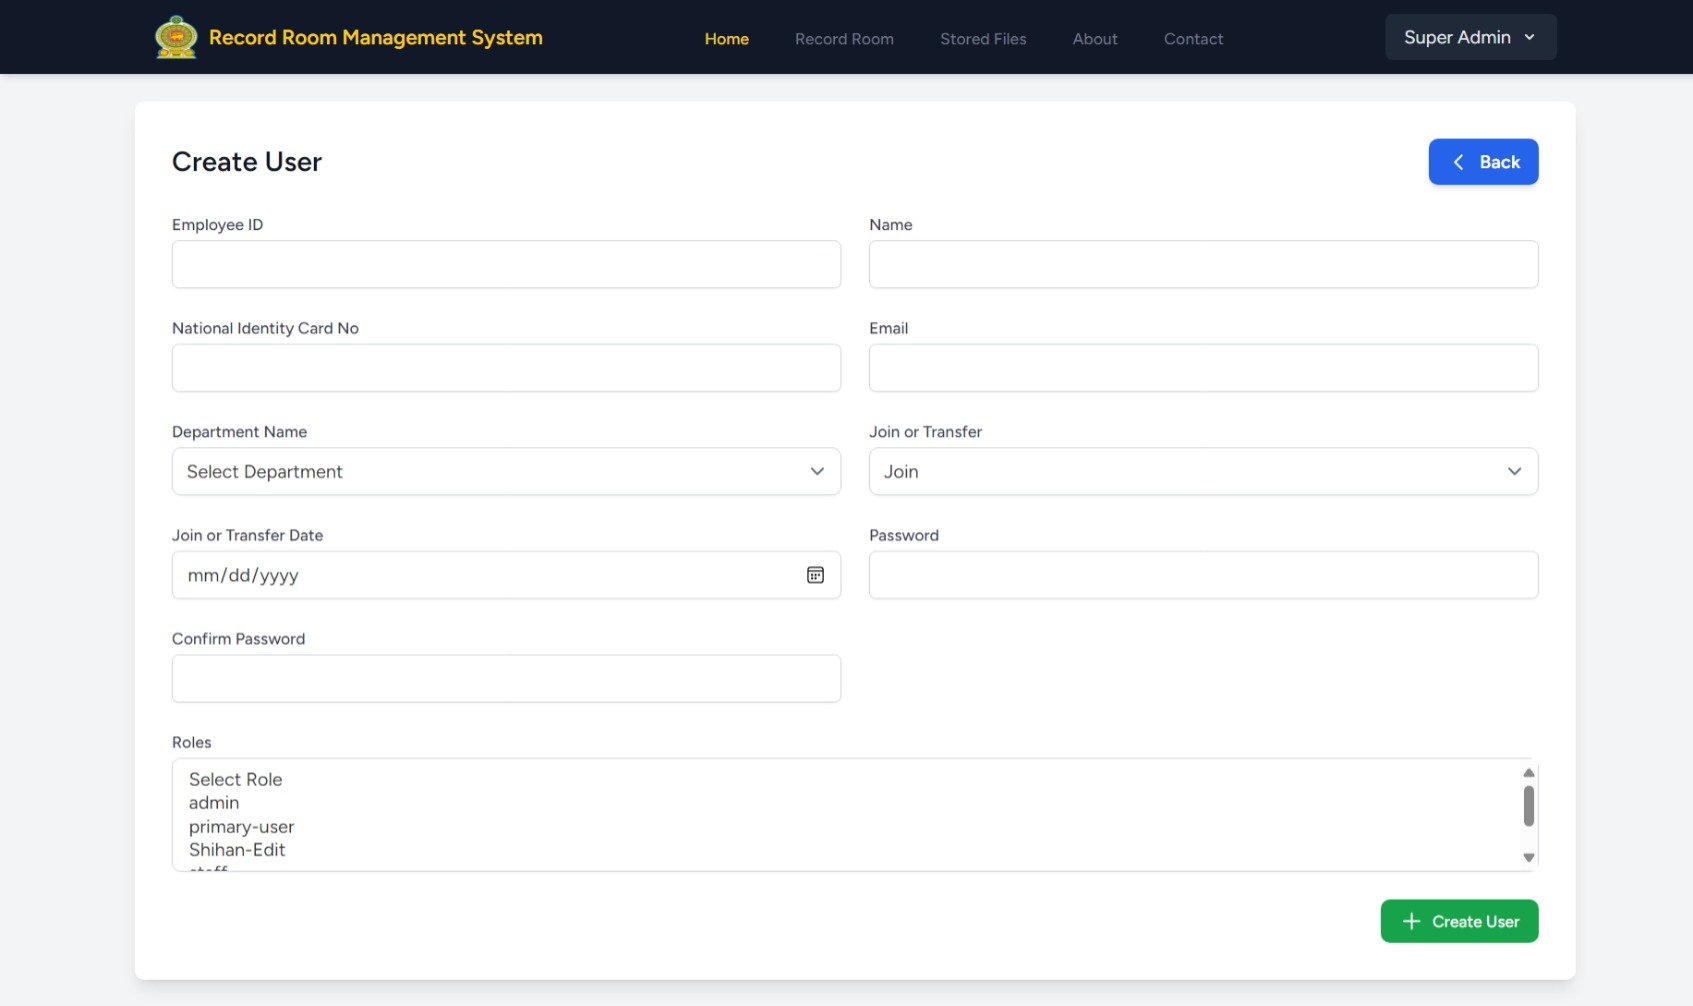 Record Room Management System
Home
Record Room
Stored Files
About
Contact
Super Admin
Create User
Back
Employee ID
Name
National Identity Card No
Email
Department Name
Join or Transfer
Select Department
Join
Join or Transfer Date
Password
mm/dd/yyyy
Confirm Password
Roles
Select Role
admin
primary-user
Shihan-Edit
Create User